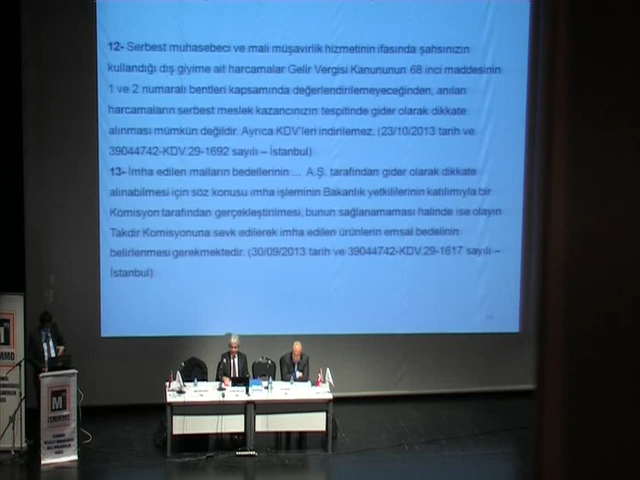 12- Serbest muhasebeci ve mali müşavirlik hizmetinin ifasında şahsınızın
kullandığı dış giyime ait harcamalar Gelir Vergisi Kanununun 68 inci maddesinin
1 ve 2 numaralı bentleri kapsamında değerlendirilemeyeceğinden, anılan
harcamaların serbest meslek kazancınızın tespitinde gider olarak dikkate
alınması mümkün değildir. Ayrıca KDV'leri indirilemez. (23/10/2013 tarih ve
39044742-KDV.29-1692 sayılı – İstanbul)
13- İmha edilen malların bedellerinin ... A.Ş. tarafından gider olarak dikkate
alınabilmesi için söz konusu imha işleminin Bakanlık yetkililerinin katılımıyla bir
Komisyon tarafından gerçekleştirilmesi, bunun sağlanamaması halinde ise olayın
Takdir Komisyonuna sevk edilerek imha edilen ürünlerin emsal bedelinin
belirlenmesi gerekmektedir. (30/09/2013 tarih ve 39044742-KDV.29-1617 sayılı –
İstanbul)